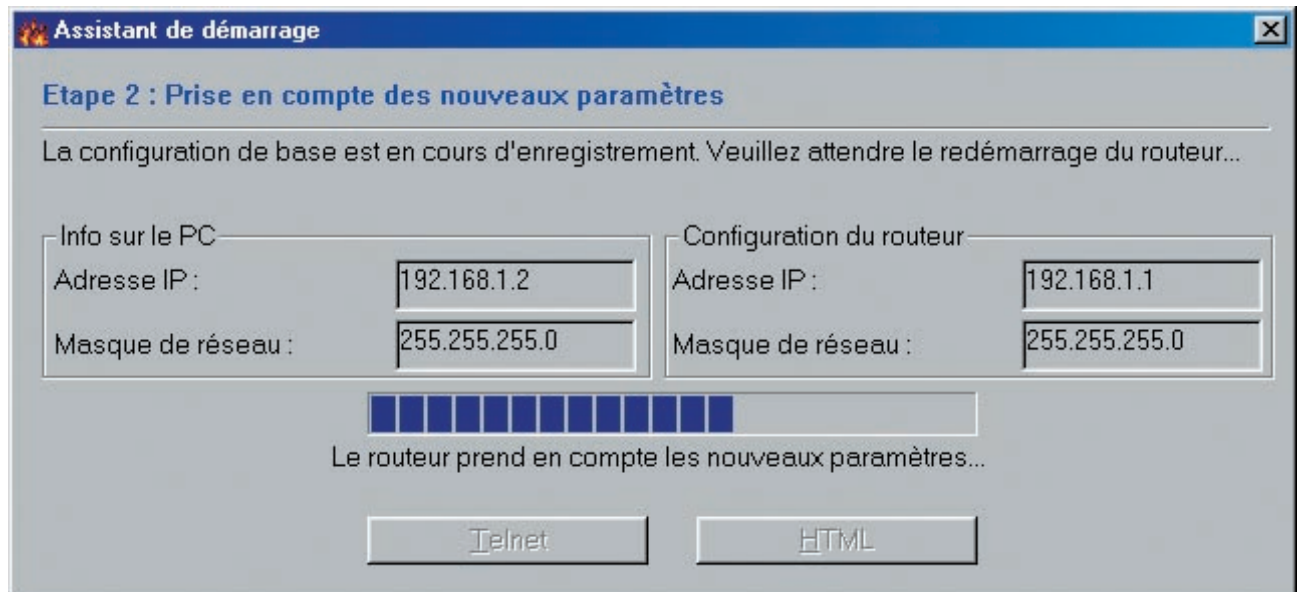 Assistant de démarrage
Etape 2 : Prise en compte des nouveaux paramètres
La configuration de base est en cours d'enregistrement. Veuillez attendre le redémarrage du routeur...
Info sur le PC
Adresse IP : 192.168.1.2
Masque de réseau : 255.255.255.0
Configuration du routeur
Adresse IP : 192.168.1.1
Masque de réseau : 255.255.255.0
Le routeur prend en compte les nouveaux paramètres...
Telnet
HTML